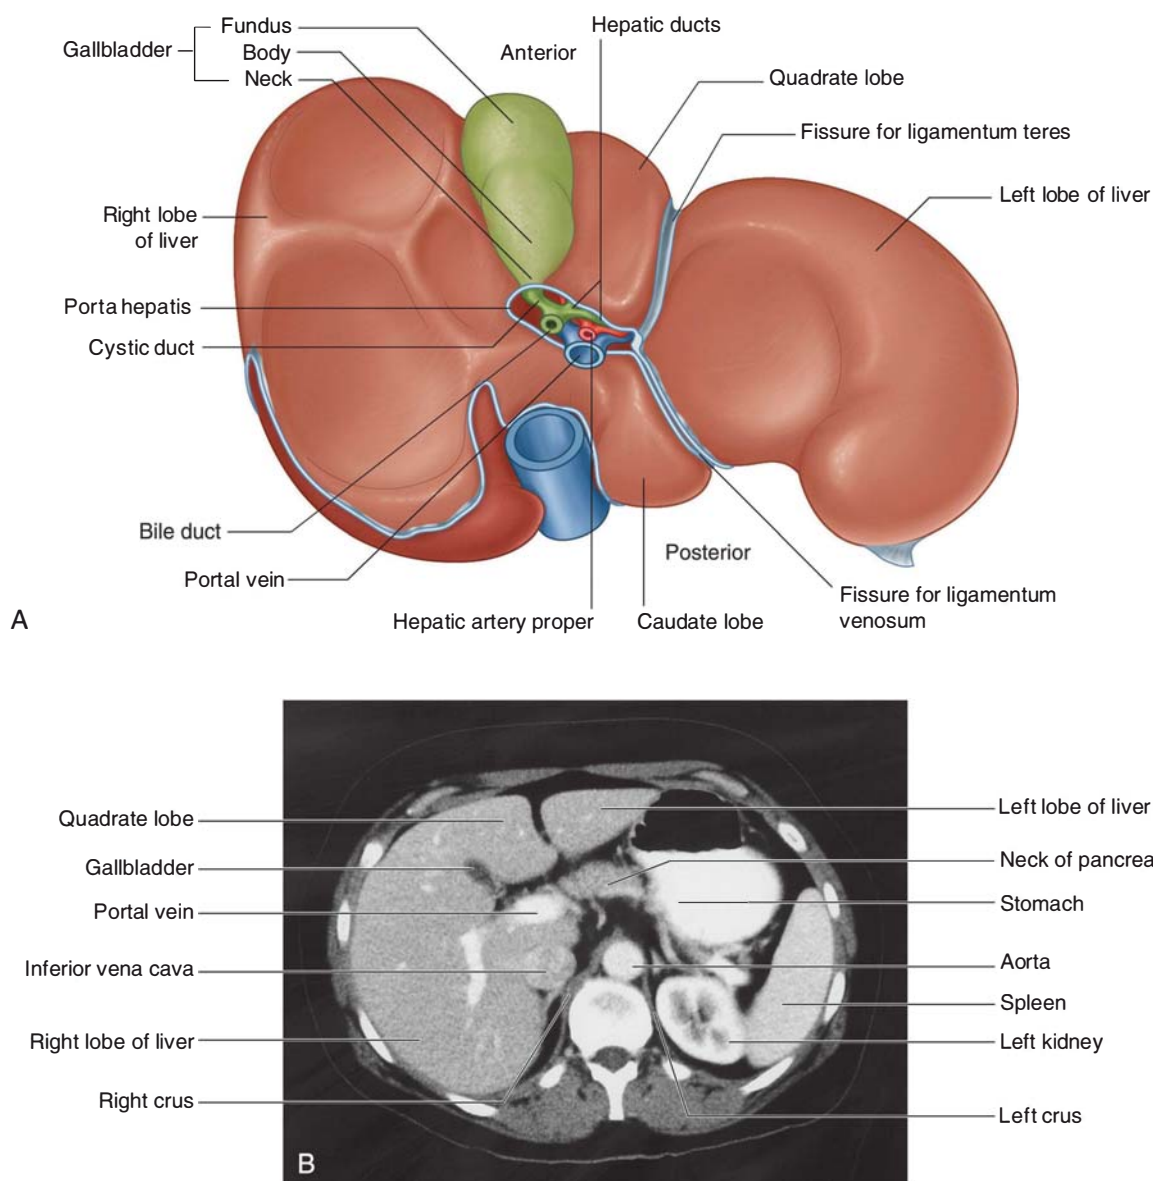 Fundus
Hepatic ducts
Gallbladder
Body
Anterior
Neck
Quadrate lobe
Fissure for ligamentum teres
Left lobe of liver
Right lobe
of liver
Porta hepatis
Cystic duct
Bile duct
Posterior
Portal vein
Fissure for ligamentum
venosum
Hepatic artery proper
Caudate lobe
A
Quadrate lobe
Left lobe of liver
Gallbladder
Neck of pancrea
Portal vein
Stomach
Inferior vena cava
Aorta
Spleen
Right lobe of liver
Left kidney
Right crus
Left crus
B